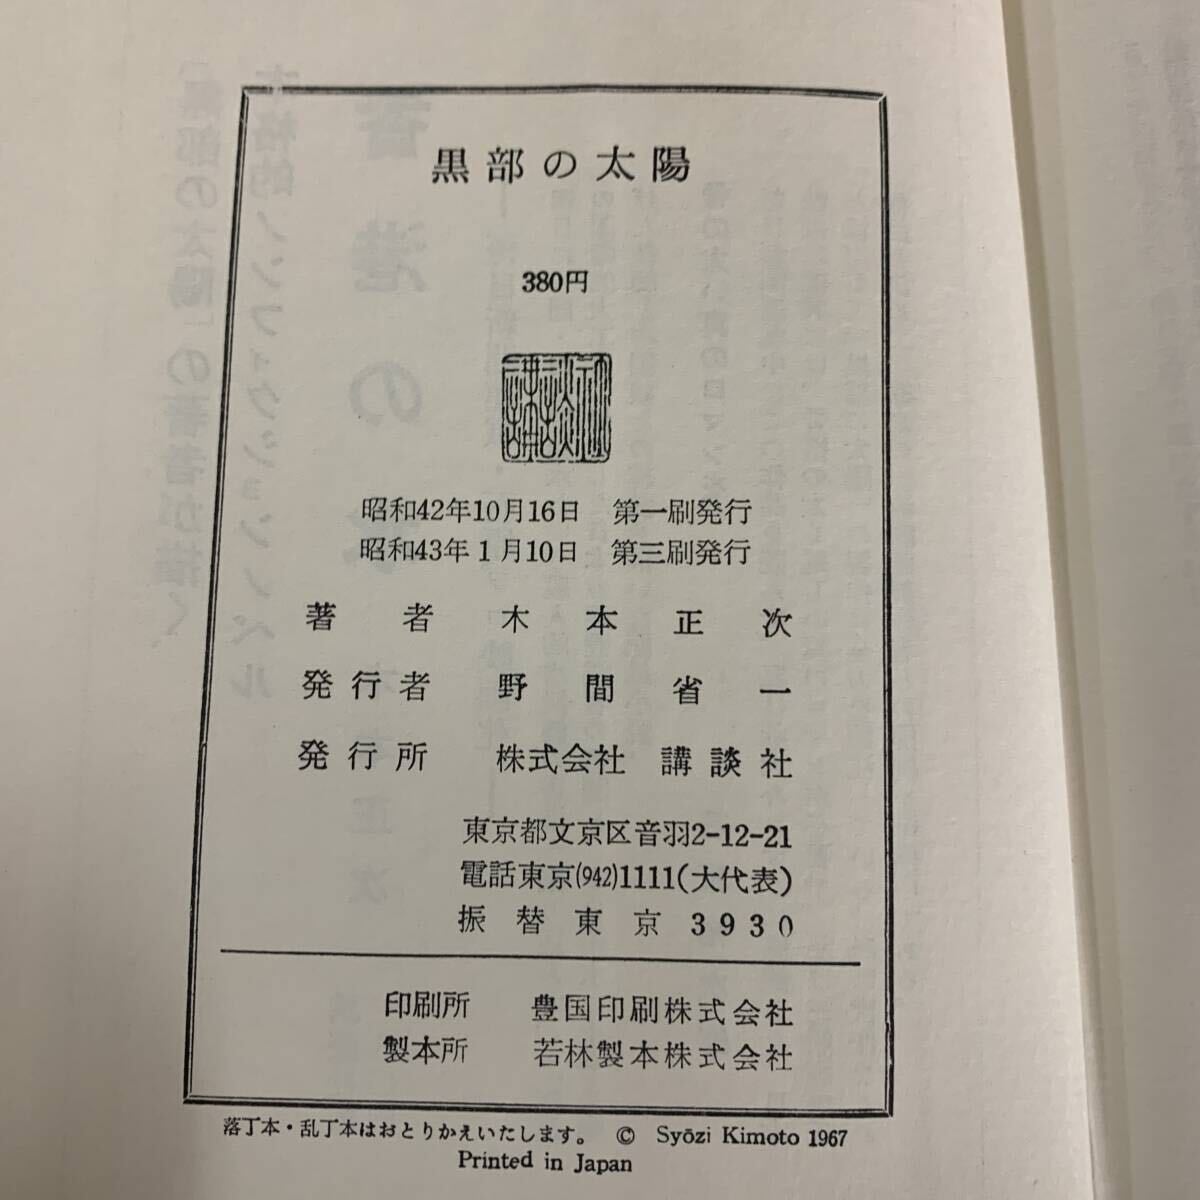 黒部の太陽
380円
昭和42年10月16日 第一刷発行
昭和43年1月10日 第三刷発行
著者 木本正次
発行者 野間省一
発行所 株式会社 講談社
東京都文京区音羽2-12-21
電話東京(942)1111(大代表)
振替東京3930
印刷所 豊国印刷株式会社
製本所 若林製本株式会社
落丁本・乱丁本はおとりかえいたします。 © Syōzi Kimoto 1967
Printed in Japan